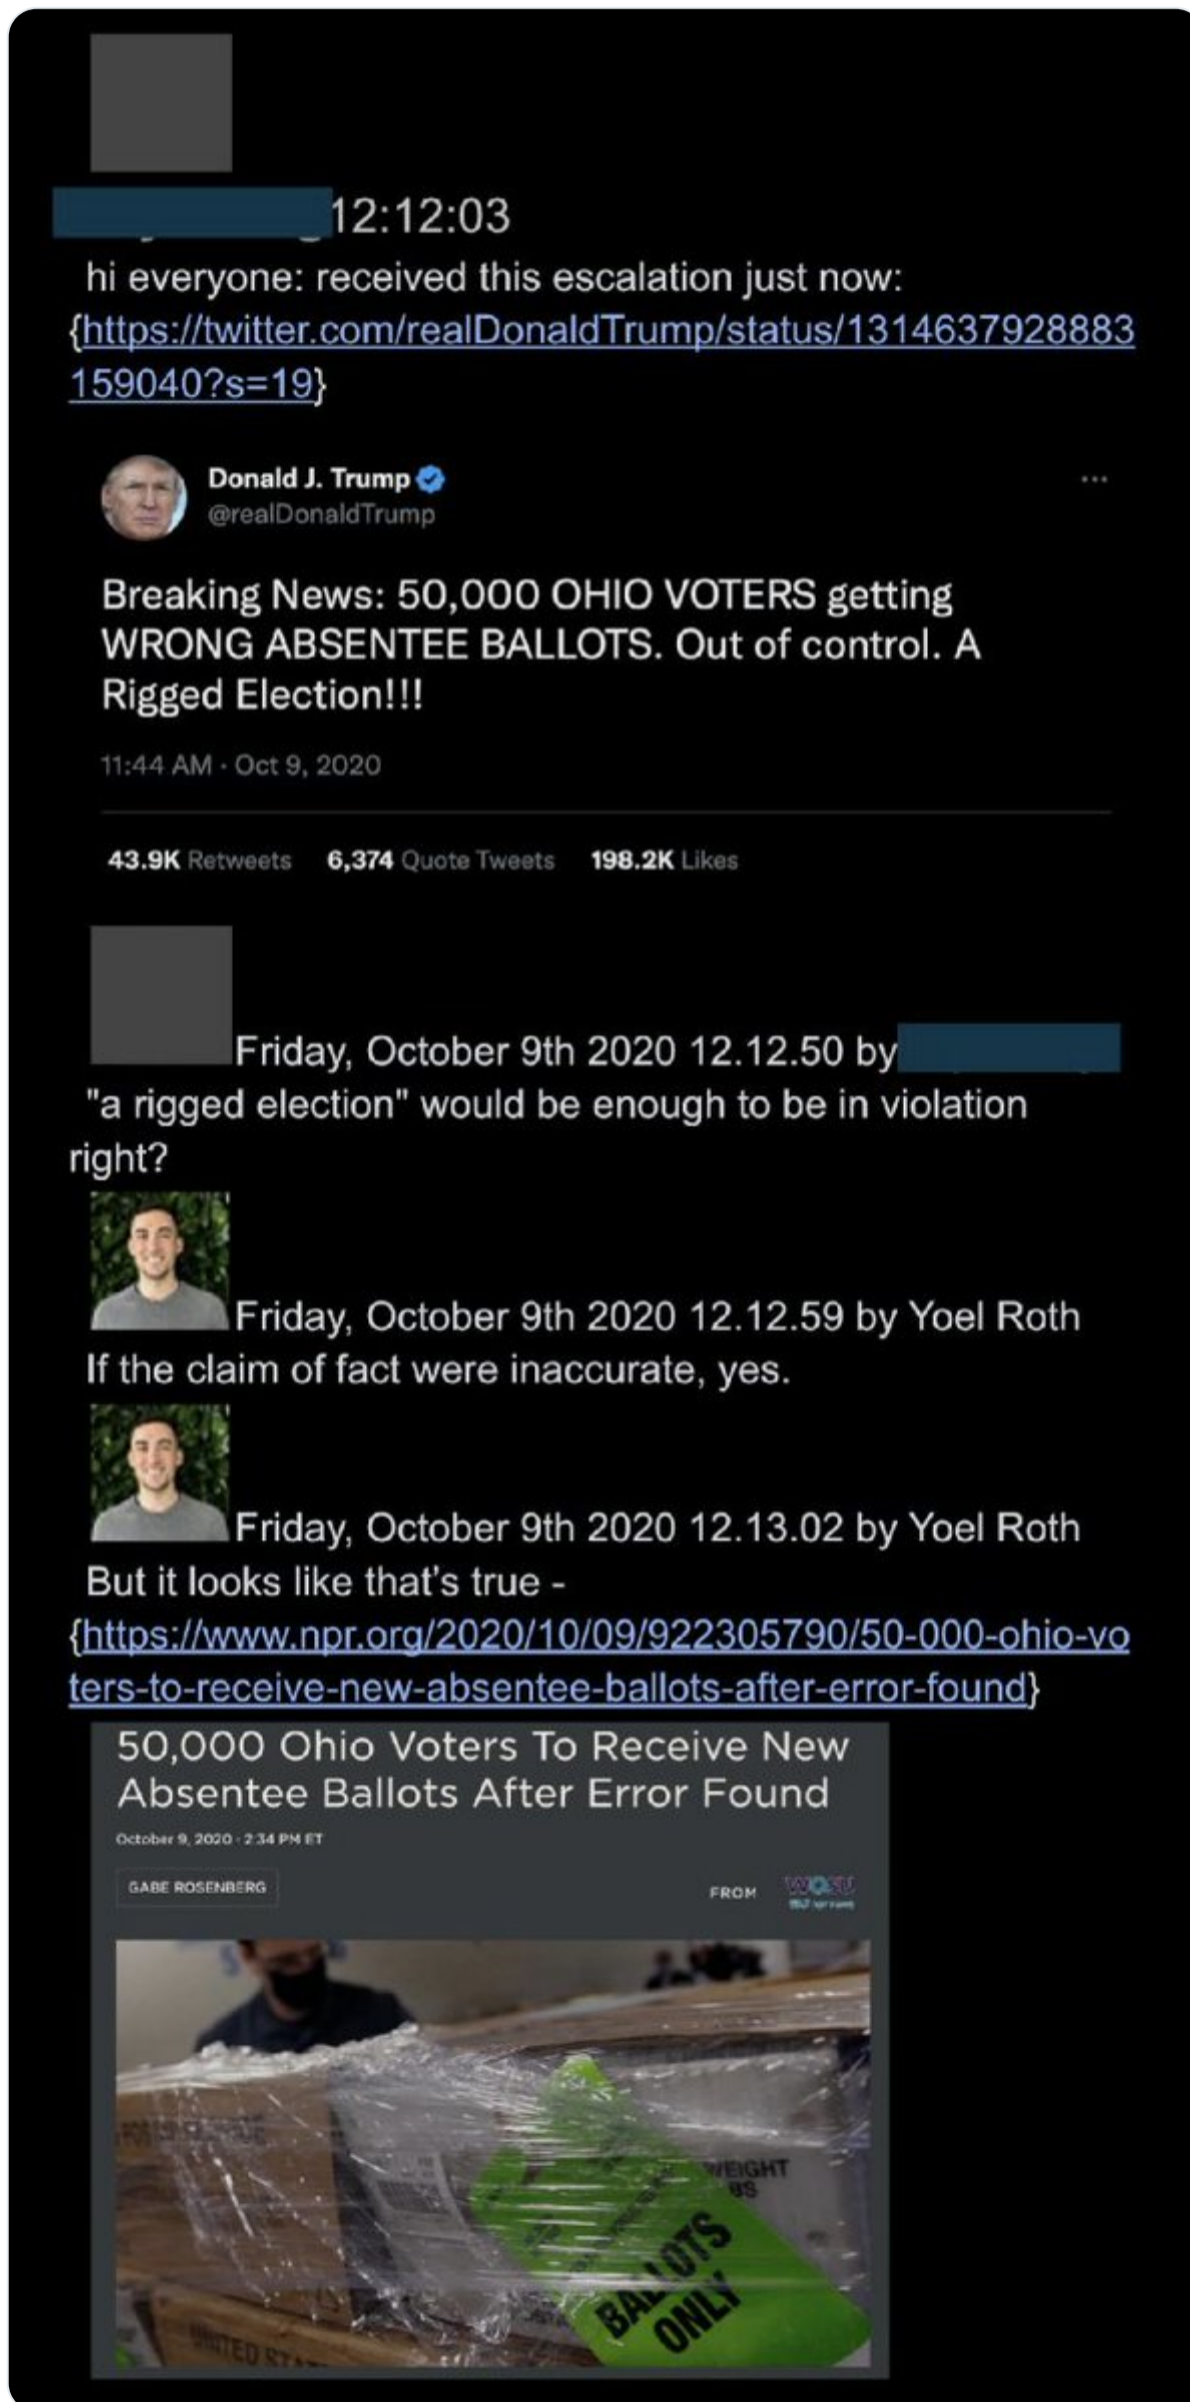 12:12:03
hi everyone: received this escalation just now:
{https://twitter.com/realDonaldTrump/status/1314637928883
159040?s=19}
Donald J. Trump
@realDonaldTrump
Breaking News: 50,000 OHIO VOTERS getting
WRONG ABSENTEE BALLOTS. Out of control. A
Rigged Election!!!
11:44 AM · Oct 9, 2020
43.9K Retweets 6,374 Quote Tweets 198.2K Likes
Friday, October 9th 2020 12.12.50 by
"a rigged election" would be enough to be in violation
right?
Friday, October 9th 2020 12.12.59 by Yoel Roth
If the claim of fact were inaccurate, yes.
Friday, October 9th 2020 12.13.02 by Yoel Roth
But it looks like that's true -
{https://www.npr.org/2020/10/09/922305790/50-000-ohio-vo
ters-to-receive-new-absentee-ballots-after-error-found}
50,000 Ohio Voters To Receive New
Absentee Ballots After Error Found
October 9, 2020 · 2:34 PM ET
GABE ROSENBERG
FROM WOSU
WEIGHT
BALLOTS
ONLY
UNITED